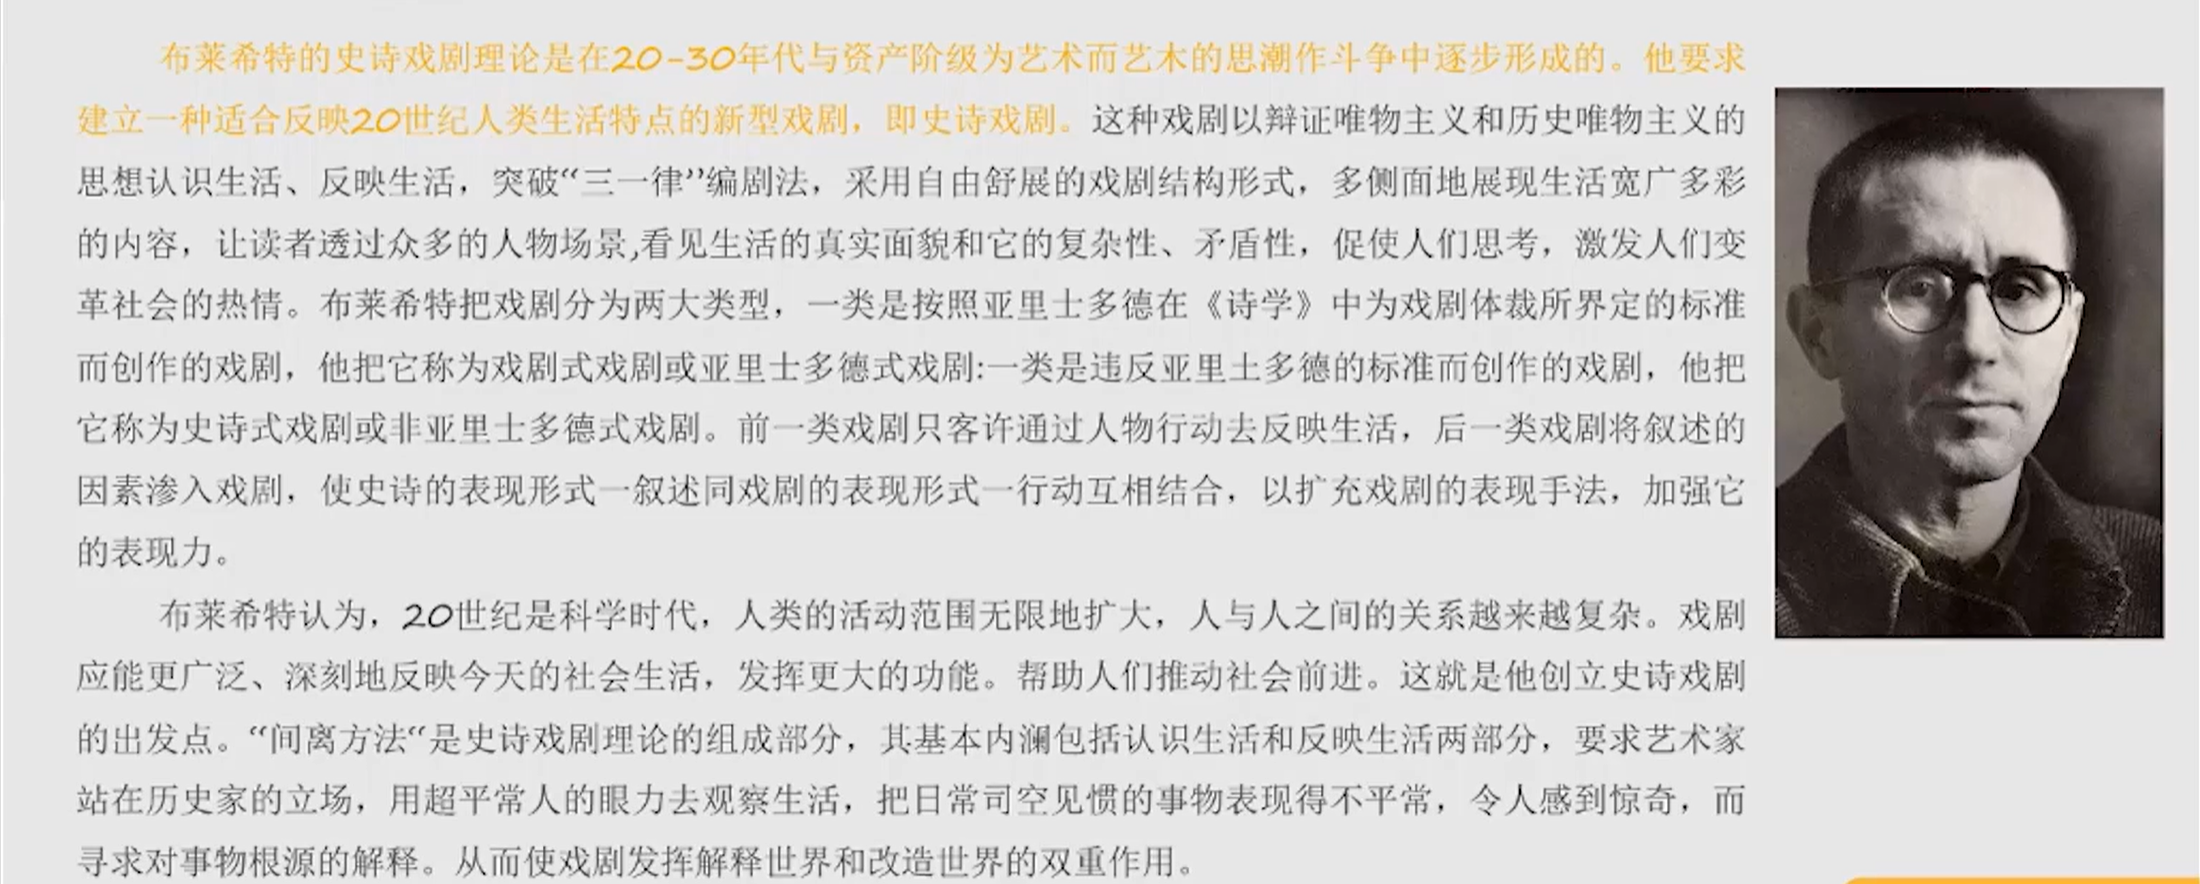 布莱希特的史诗戏剧理论是在20-30年代与资产阶级为艺术而艺木的思潮作斗争中逐步形成的。他要求
建立一种适合反映20世纪人类生活特点的新型戏剧，即史诗戏剧。这种戏剧以辩证唯物主义和历史唯物主义的
思想认识生活、反映生活，突破“三一律”编剧法，采用自由舒展的戏剧结构形式，多侧面地展现生活宽广多彩
的内容，让读者透过众多的人物场景,看见生活的真实面貌和它的复杂性、矛盾性，促使人们思考，激发人们变
革社会的热情。布莱希特把戏剧分为两大类型，一类是按照亚里士多德在《诗学》中为戏剧体裁所界定的标准
而创作的戏剧，他把它称为戏剧式戏剧或亚里士多德式戏剧:一类是违反亚里土多德的标准而创作的戏剧，他把
它称为史诗式戏剧或非亚里士多德式戏剧。前一类戏剧只客许通过人物行动去反映生活，后一类戏剧将叙述的
因素渗入戏剧，使史诗的表现形式一叙述同戏剧的表现形式一行动互相结合，以扩充戏剧的表现手法，加强它
的表现力。
布莱希特认为，20世纪是科学时代，人类的活动范围无限地扩大，人与人之间的关系越来越复杂。戏剧
应能更广泛、深刻地反映今天的社会生活，发挥更大的功能。帮助人们推动社会前进。这就是他创立史诗戏剧
的出发点。“间离方法“是史诗戏剧理论的组成部分，其基本内澜包括认识生活和反映生活两部分，要求艺术家
站在历史家的立场，用超平常人的眼力去观察生活，把日常司空见惯的事物表现得不平常，令人感到惊奇，而
寻求对事物根源的解释。从而使戏剧发挥解释世界和改造世界的双重作用。